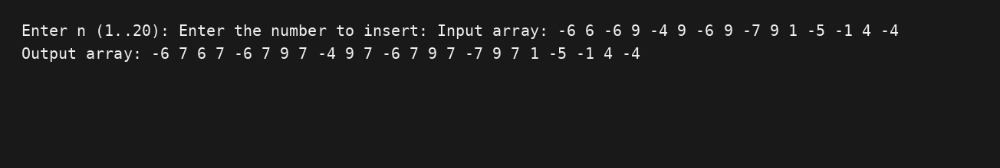 Enter n (1..20): Enter the number to insert: Input array: -6 6 -6 9 -4 9 -6 9 -7 9 1 -5 -1 4 -4
Output array: -6 7 6 7 -6 7 9 7 -4 9 7 -6 7 9 7 -7 9 7 1 -5 -1 4 -4